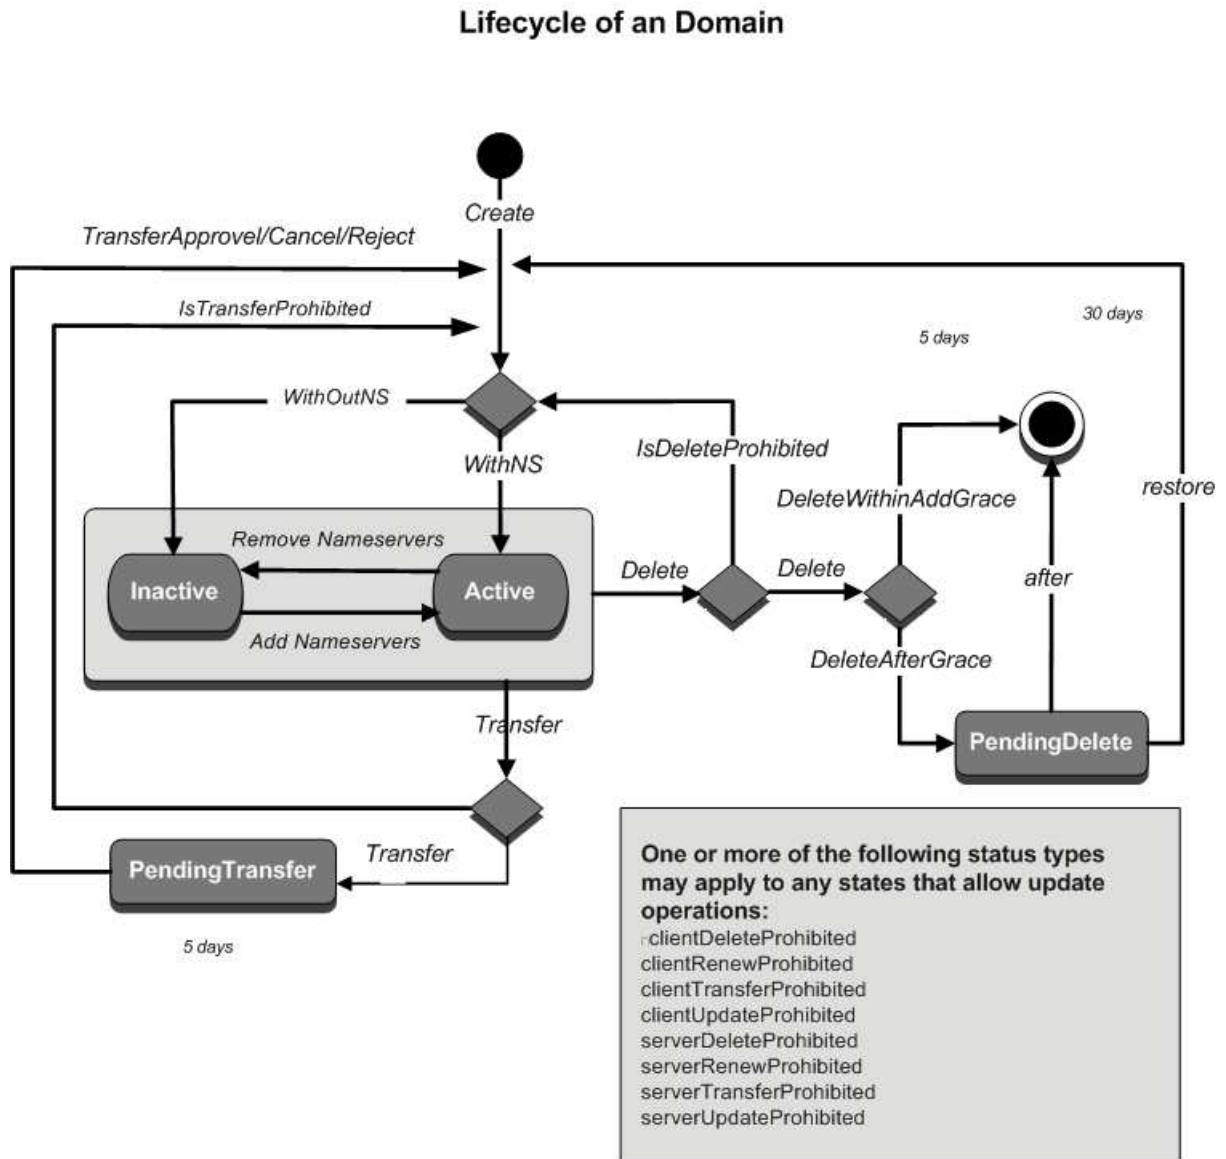 Lifecycle of an Domain
Create
TransferApprovel/Cancel/Reject
IsTransferProhibited
30 days
5 days
WithOutNS
IsDeleteProhibited
WithNS
DeleteWithinAddGrace
restore
Remove Nameservers
Inactive
Active
Delete
Delete
after
Add Nameservers
DeleteAfterGrace
Transfer
PendingDelete
Transfer
PendingTransfer
5 days
One or more of the following status types
may apply to any states that allow update
operations:
clientDeleteProhibited
clientRenewProhibited
clientTransferProhibited
clientUpdateProhibited
serverDeleteProhibited
serverRenewProhibited
serverTransferProhibited
serverUpdateProhibited